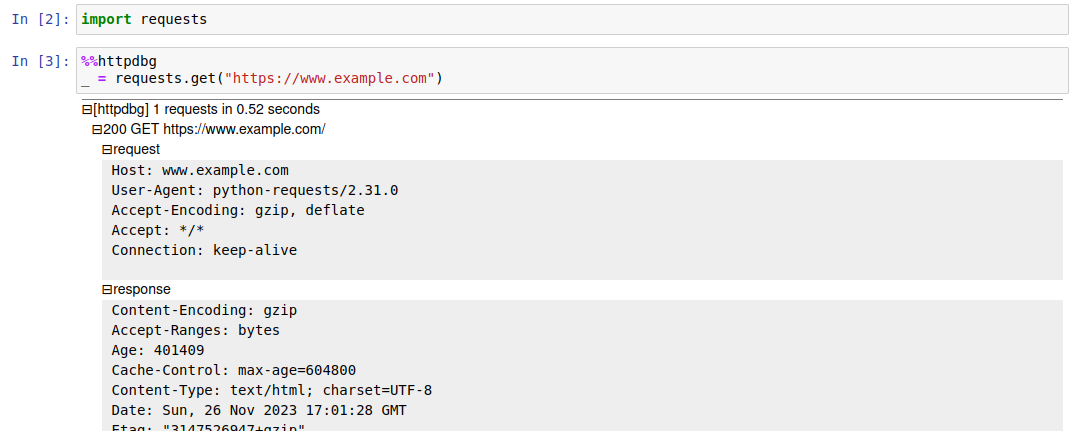 In [2]: import requests
In [3]: %%httpdbg
_ = requests.get("https://www.example.com")
[httpdbg] 1 requests in 0.52 seconds
200 GET https://www.example.com/
request
Host: www.example.com
User-Agent: python-requests/2.31.0
Accept-Encoding: gzip, deflate
Accept: */*
Connection: keep-alive
response
Content-Encoding: gzip
Accept-Ranges: bytes
Age: 401409
Cache-Control: max-age=604800
Content-Type: text/html; charset=UTF-8
Date: Sun, 26 Nov 2023 17:01:28 GMT
Etag: "3147526947+gzip"